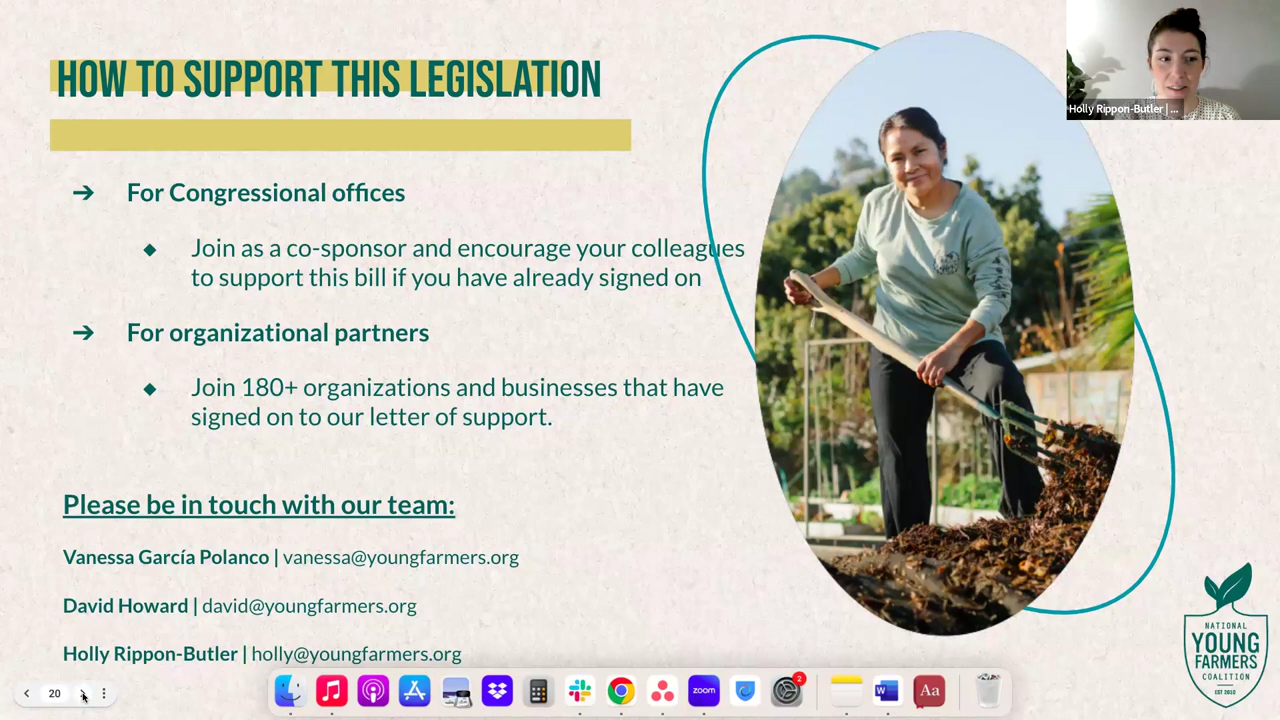 HOW TO SUPPORT THIS LEGISLATION
Holly Rippon-Butler | ...
➔ For Congressional offices
◆ Join as a co-sponsor and encourage your colleagues
to support this bill if you have already signed on
➔ For organizational partners
◆ Join 180+ organizations and businesses that have
signed on to our letter of support.
Please be in touch with our team:
Vanessa García Polanco | vanessa@youngfarmers.org
David Howard | david@youngfarmers.org
Holly Rippon-Butler | holly@youngfarmers.org
NATIONAL
YOUNG
FARMERS
COALITION
EST 2010
20
zoom
2
W
Aa